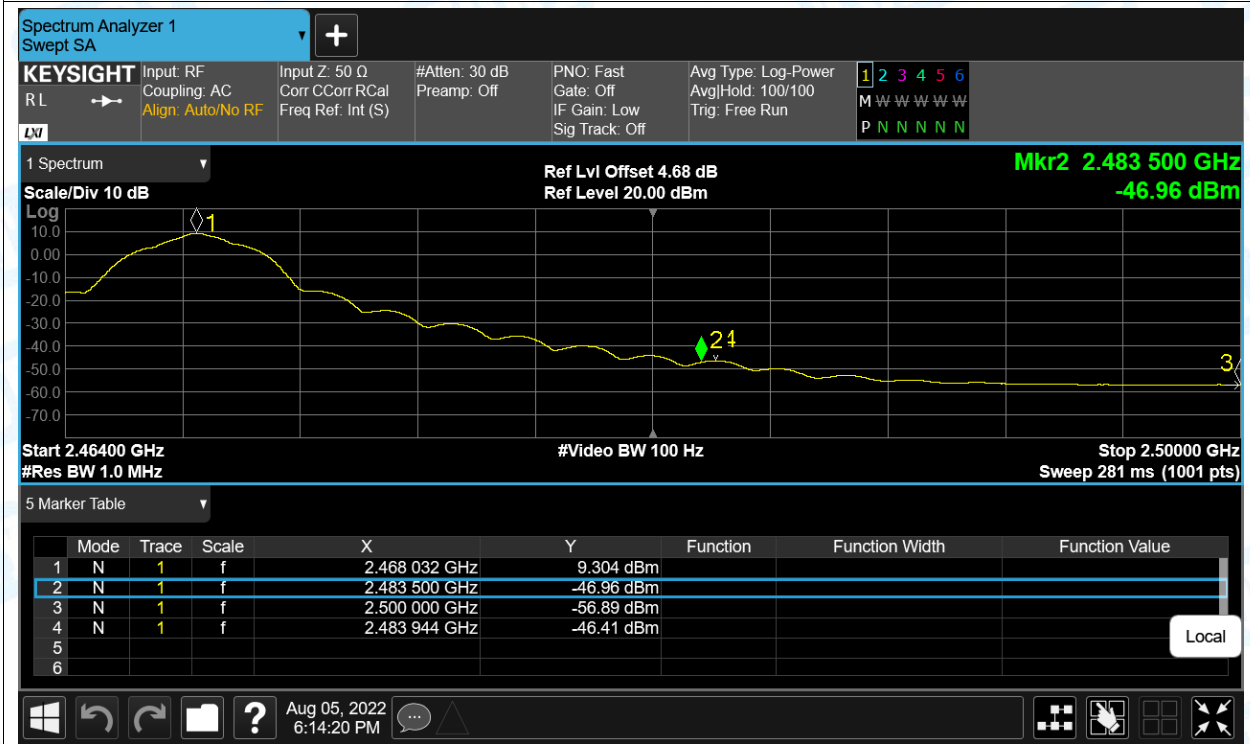 Spectrum Analyzer 1
Swept SA
+
KEYSIGHT
R L
LXI
Input: RF
Coupling: AC
Align: Auto/No RF
Input Z: 50 Ω
Corr CCorr RCal
Freq Ref: Int (S)
#Atten: 30 dB
Preamp: Off
PNO: Fast
Gate: Off
IF Gain: Low
Sig Track: Off
Avg Type: Log-Power
Avg|Hold: 100/100
Trig: Free Run
1 2 3 4 5 6
M W W W W W
P N N N N N
1 Spectrum
Scale/Div 10 dB
Ref Lvl Offset 4.68 dB
Ref Level 20.00 dBm
Mkr2 2.483 500 GHz
-46.96 dBm
Log
10.0
0.00
-10.0
-20.0
-30.0
-40.0
-50.0
-60.0
-70.0
1
2 4
3
Start 2.46400 GHz
#Res BW 1.0 MHz
#Video BW 100 Hz
Stop 2.50000 GHz
Sweep 281 ms (1001 pts)
5 Marker Table
Mode Trace Scale X Y Function Function Width Function Value
1 N 1 f 2.468 032 GHz 9.304 dBm
2 N 1 f 2.483 500 GHz -46.96 dBm
3 N 1 f 2.500 000 GHz -56.89 dBm
4 N 1 f 2.483 944 GHz -46.41 dBm
5
6
Local
?
Aug 05, 2022
6:14:20 PM